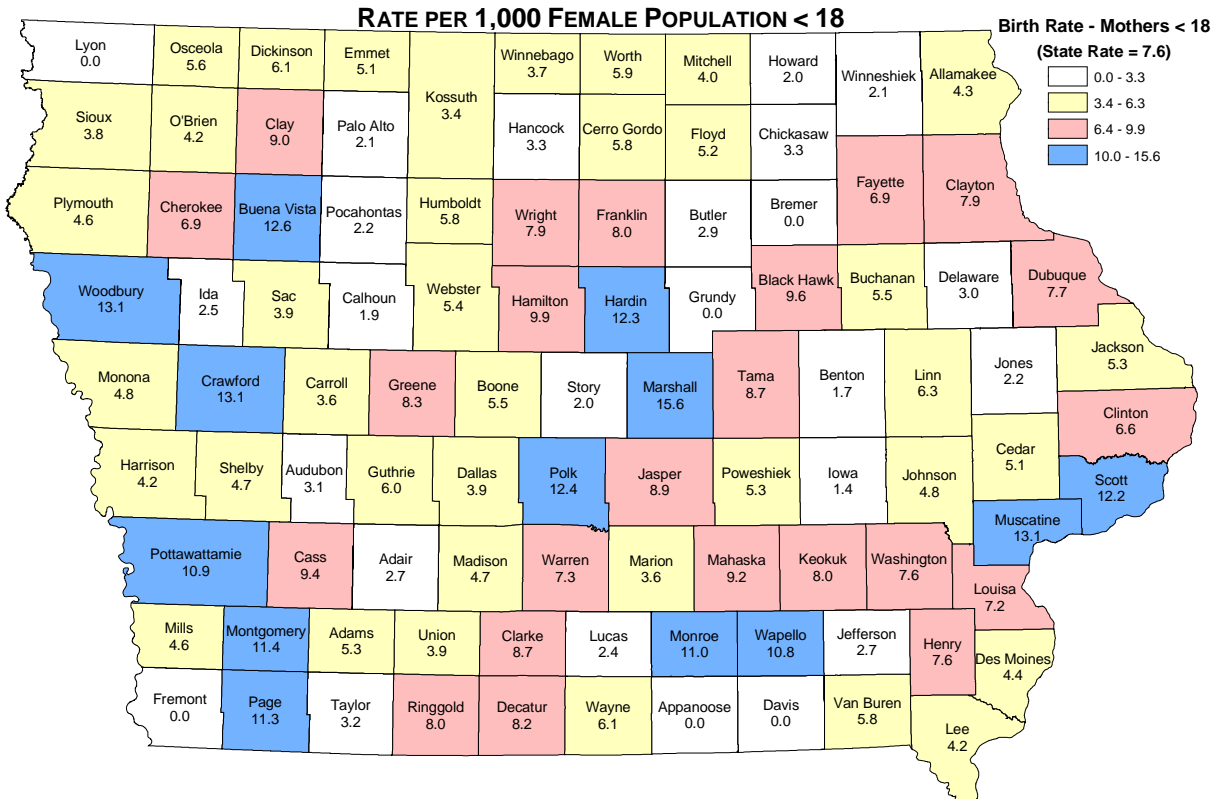 RATE PER 1,000 FEMALE POPULATION < 18
Birth Rate - Mothers < 18
(State Rate = 7.6)
0.0 - 3.3
3.4 - 6.3
6.4 - 9.9
10.0 - 15.6
Lyon
0.0
Osceola
5.6
Dickinson
6.1
Emmet
5.1
Kossuth
3.4
Winnebago
3.7
Worth
5.9
Mitchell
4.0
Howard
2.0
Winneshiek
2.1
Allamakee
4.3
Sioux
3.8
O'Brien
4.2
Clay
9.0
Palo Alto
2.1
Hancock
3.3
Cerro Gordo
5.8
Floyd
5.2
Chickasaw
3.3
Plymouth
4.6
Cherokee
6.9
Buena Vista
12.6
Pocahontas
2.2
Humboldt
5.8
Wright
7.9
Franklin
8.0
Butler
2.9
Bremer
0.0
Fayette
6.9
Clayton
7.9
Woodbury
13.1
Ida
2.5
Sac
3.9
Calhoun
1.9
Webster
5.4
Hamilton
9.9
Hardin
12.3
Grundy
0.0
Black Hawk
9.6
Buchanan
5.5
Delaware
3.0
Dubuque
7.7
Monona
4.8
Crawford
13.1
Carroll
3.6
Greene
8.3
Boone
5.5
Story
2.0
Marshall
15.6
Tama
8.7
Benton
1.7
Linn
6.3
Jones
2.2
Jackson
5.3
Clinton
6.6
Harrison
4.2
Shelby
4.7
Audubon
3.1
Guthrie
6.0
Dallas
3.9
Polk
12.4
Jasper
8.9
Poweshiek
5.3
Iowa
1.4
Johnson
4.8
Cedar
5.1
Scott
12.2
Muscatine
13.1
Pottawattamie
10.9
Cass
9.4
Adair
2.7
Madison
4.7
Warren
7.3
Marion
3.6
Mahaska
9.2
Keokuk
8.0
Washington
7.6
Louisa
7.2
Mills
4.6
Montgomery
11.4
Adams
5.3
Union
3.9
Clarke
8.7
Lucas
2.4
Monroe
11.0
Wapello
10.8
Jefferson
2.7
Henry
7.6
Des Moines
4.4
Fremont
0.0
Page
11.3
Taylor
3.2
Ringgold
8.0
Decatur
8.2
Wayne
6.1
Appanoose
0.0
Davis
0.0
Van Buren
5.8
Lee
4.2